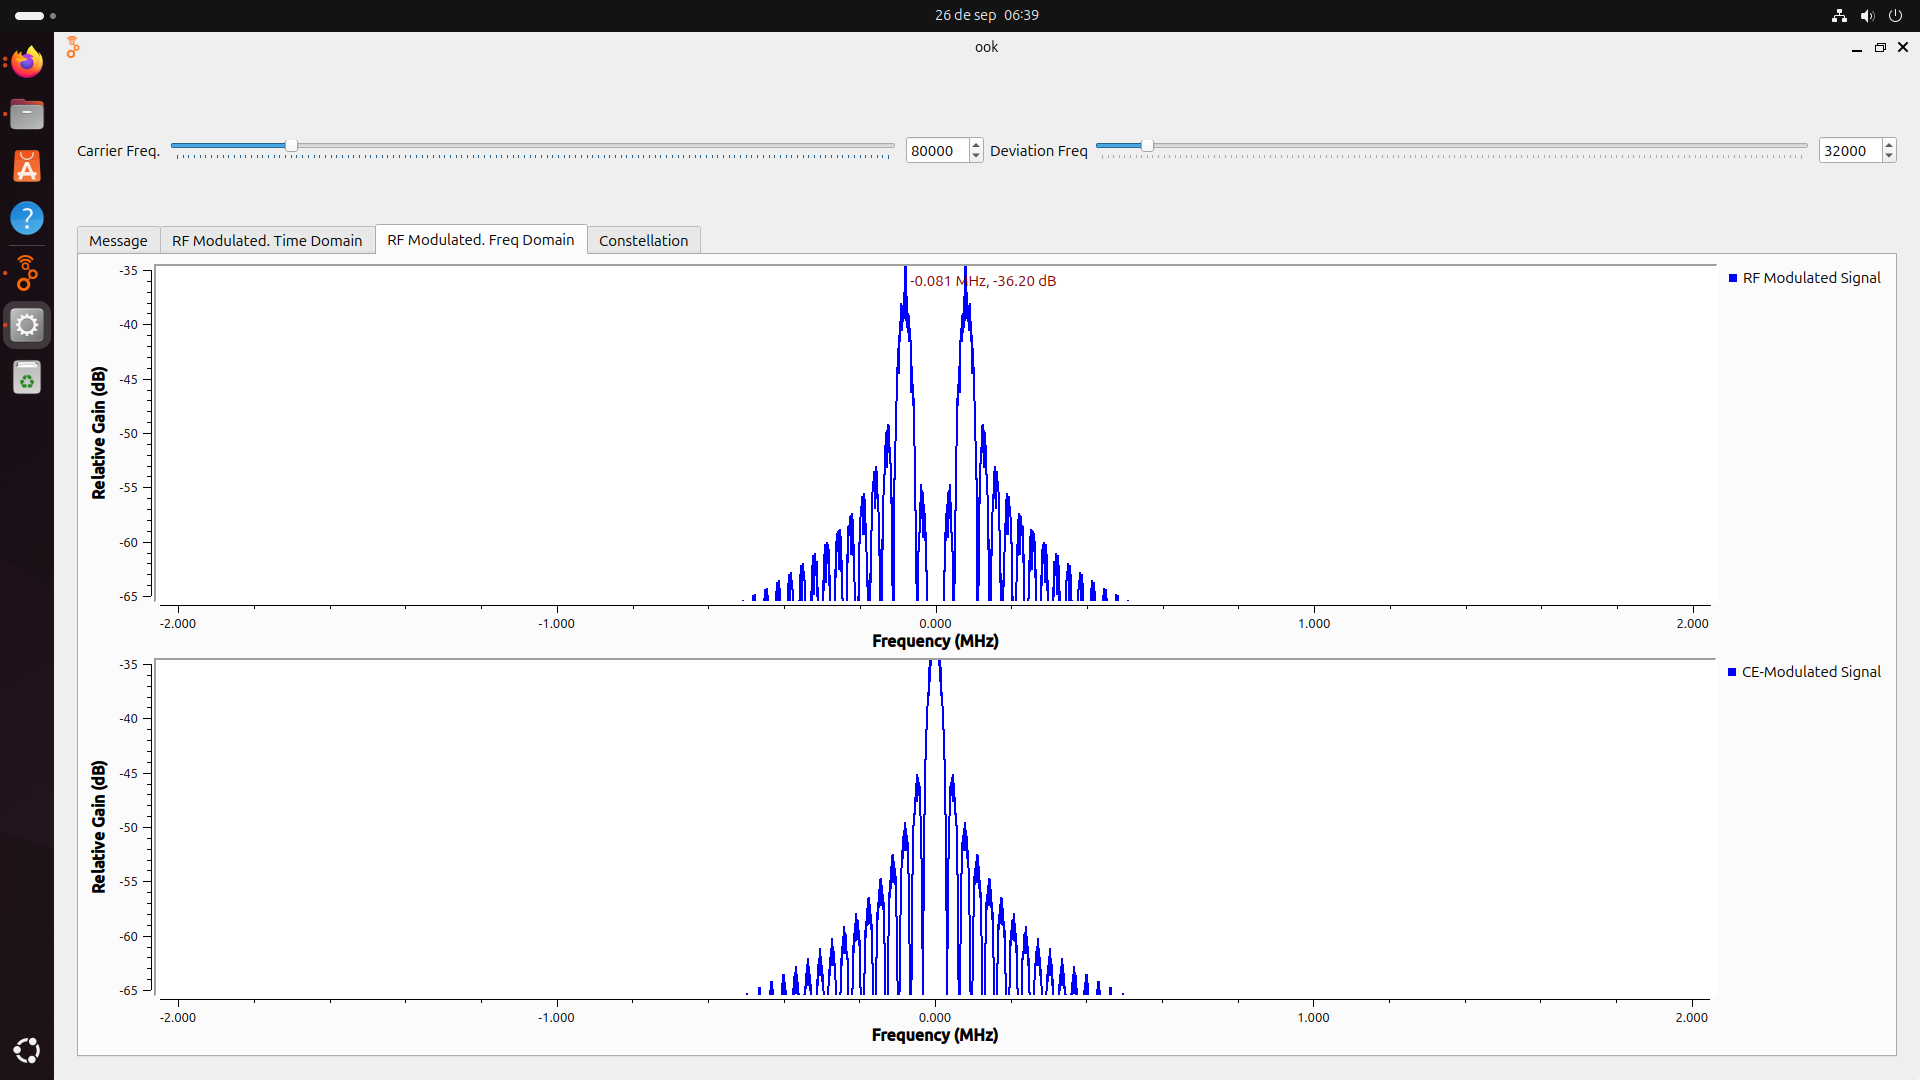 26 de sep 06:39
ook
Carrier Freq.
80000
Deviation Freq
32000
Message
RF Modulated. Time Domain
RF Modulated. Freq Domain
Constellation
-35
-40
-45
-50
-55
-60
-65
Relative Gain (dB)
-0.081 MHz, -36.20 dB
RF Modulated Signal
-2.000
-1.000
0.000
1.000
2.000
Frequency (MHz)
-35
-40
-45
-50
-55
-60
-65
Relative Gain (dB)
CE-Modulated Signal
-2.000
-1.000
0.000
1.000
2.000
Frequency (MHz)